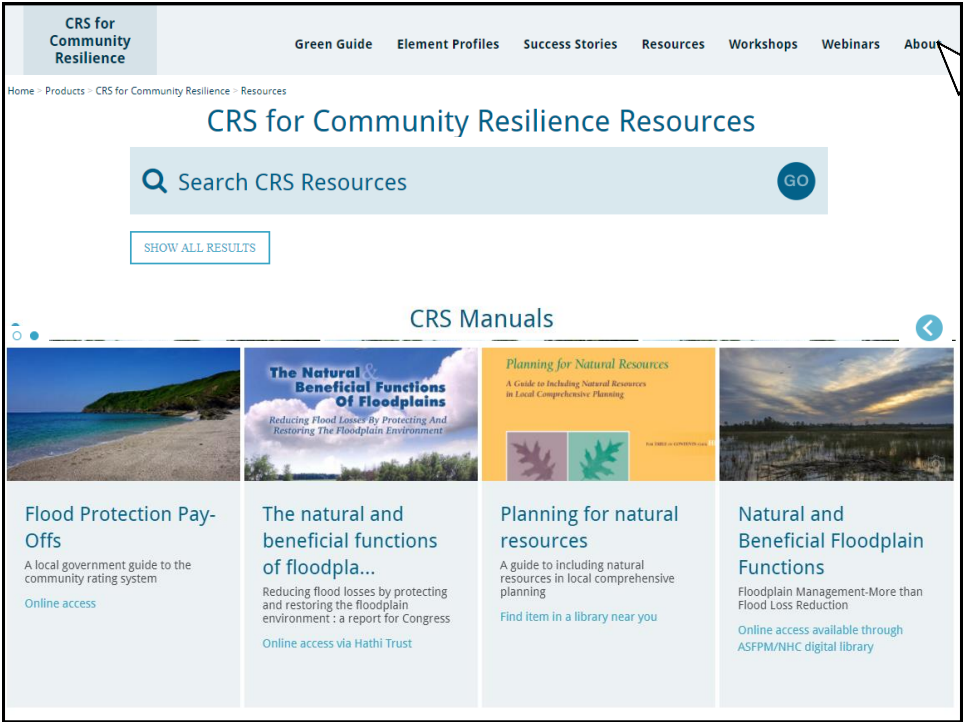 CRS for
Community
Resilience
Green Guide Element Profiles Success Stories Resources Workshops Webinars About
Home > Products > CRS for Community Resilience > Resources
CRS for Community Resilience Resources
Search CRS Resources
GO
SHOW ALL RESULTS
CRS Manuals
The Natural &
Beneficial Functions
Of Floodplains
Reducing Flood Losses By Protecting And
Restoring The Floodplain Environment
Planning for Natural Resources
A Guide to Including Natural Resources
in Local Comprehensive Planning
Flood Protection Pay-
Offs
A local government guide to the
community rating system
Online access
The natural and
beneficial functions
of floodpla...
Reducing flood losses by protecting
and restoring the floodplain
environment : a report for Congress
Online access via Hathi Trust
Planning for natural
resources
A guide to including natural
resources in local comprehensive
planning
Find item in a library near you
Natural and
Beneficial Floodplain
Functions
Floodplain Management-More than
Flood Loss Reduction
Online access available through
ASFPM/NHC digital library